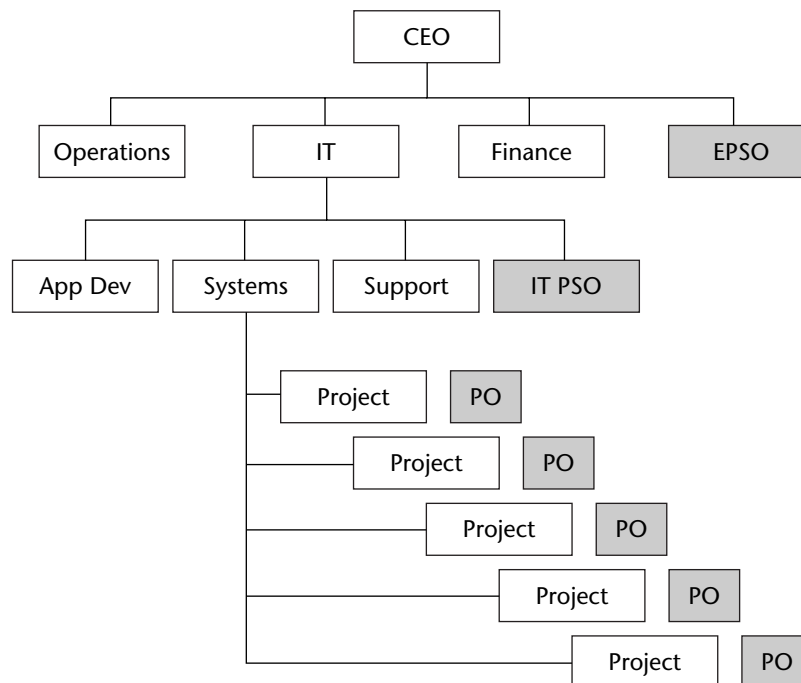 CEO
Operations
IT
Finance
EPSO
App Dev
Systems
Support
IT PSO
Project
PO
Project
PO
Project
PO
Project
PO
Project
PO